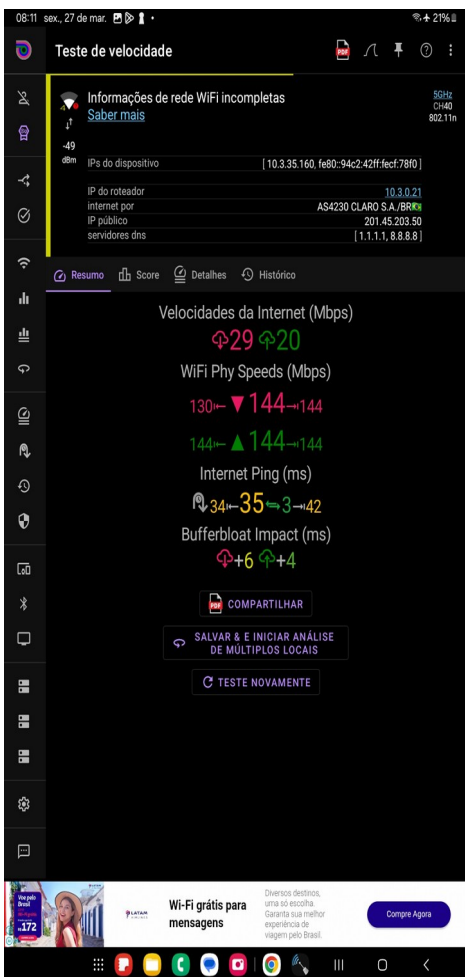 08:11 sex., 27 de mar. 21%
Teste de velocidade PDF
Informações de rede WiFi incompletas
Saber mais
5GHz
CH40
802.11n
-49
dBm
IPs do dispositivo [ 10.3.35.160, fe80::94c2:42ff:fecf:78f0 ]
IP do roteador 10.3.0.21
internet por AS4230 CLARO S.A./BR
IP público 201.45.203.50
servidores dns [ 1.1.1.1, 8.8.8.8 ]
Resumo Score Detalhes Histórico
Velocidades da Internet (Mbps)
29 20
WiFi Phy Speeds (Mbps)
130 144 144
144 144 144
Internet Ping (ms)
34 35 3 42
Bufferbloat Impact (ms)
+6 +4
PDF COMPARTILHAR
SALVAR & E INICIAR ANÁLISE
DE MÚLTIPLOS LOCAIS
TESTE NOVAMENTE
Voe pelo
Brasil
172
LATAM
AIRLINES
Wi-Fi grátis para
mensagens
Diversos destinos,
uma só escolha.
Garanta sua melhor
experiência de
viagem pelo Brasil.
Compre Agora